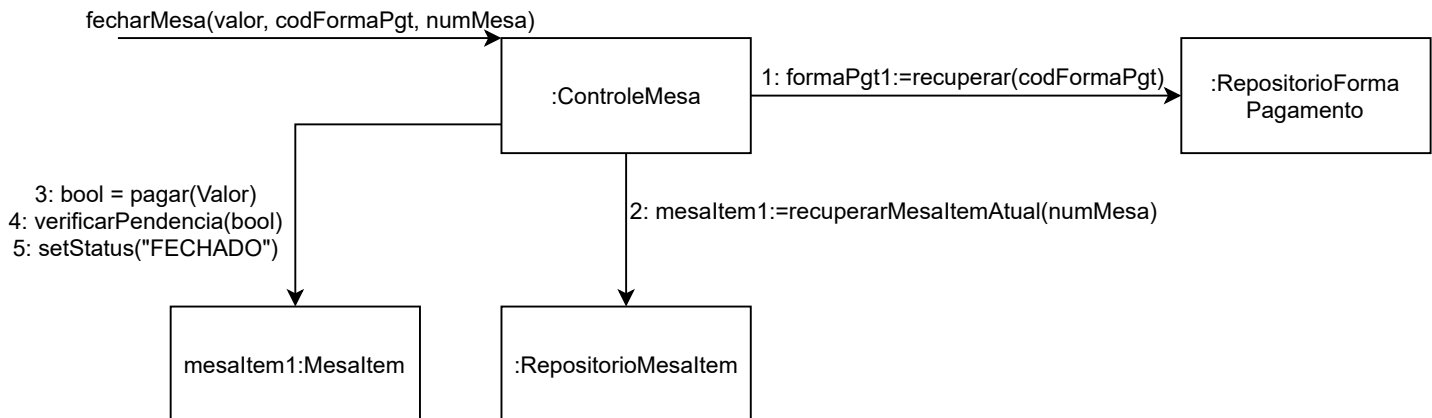 fecharMesa(valor, codFormaPgt, numMesa)
:ControleMesa
1: formaPgt1:=recuperar(codFormaPgt)
:RepositorioForma
Pagamento
3: bool = pagar(Valor)
4: verificarPendencia(bool)
5: setStatus("FECHADO")
2: mesaItem1:=recuperarMesaItemAtual(numMesa)
mesaItem1:MesaItem
:RepositorioMesaItem